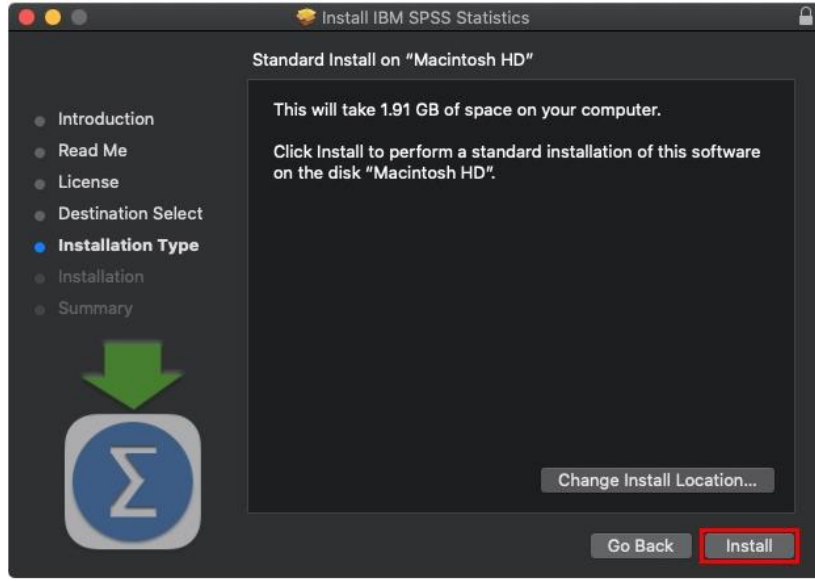 Install IBM SPSS Statistics
Standard Install on “Macintosh HD”
Introduction
Read Me
License
Destination Select
Installation Type
Installation
Summary
This will take 1.91 GB of space on your computer.
Click Install to perform a standard installation of this software
on the disk “Macintosh HD”.
Change Install Location...
Go Back
Install
Σ